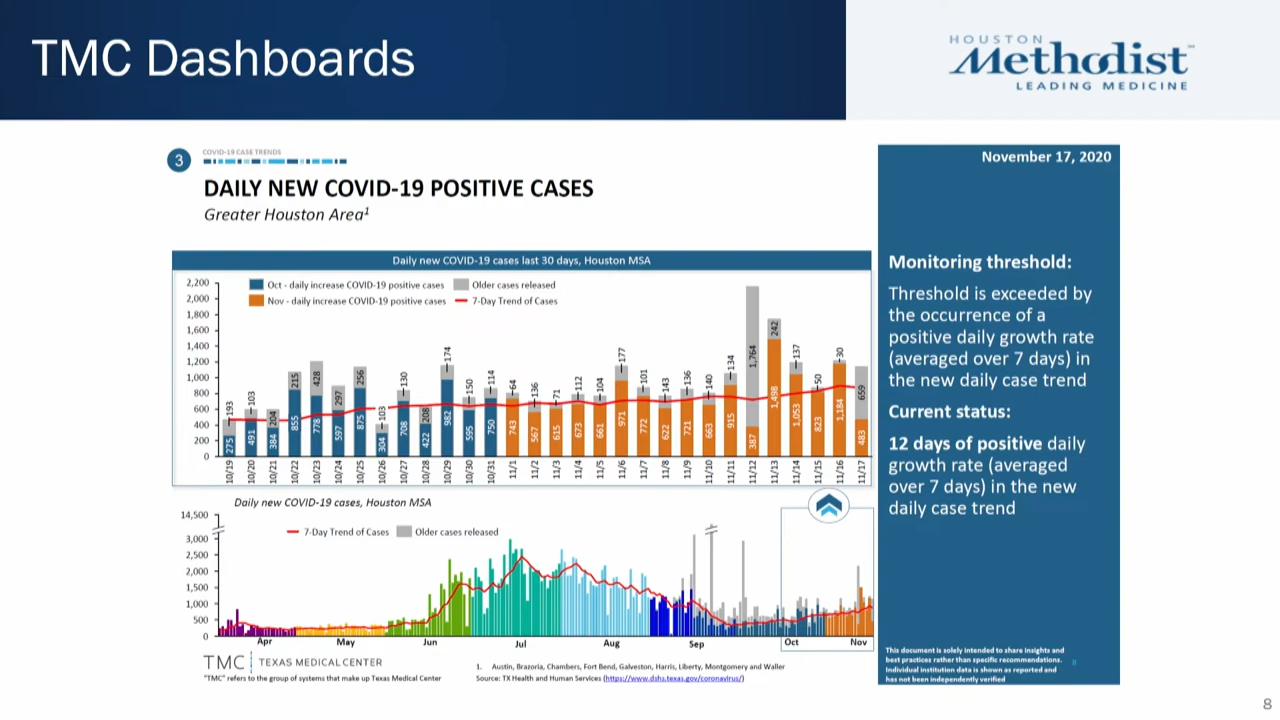 TMC Dashboards
HOUSTON
Methodist
LEADING MEDICINE
3
COVID-19 CASE TRENDS
DAILY NEW COVID-19 POSITIVE CASES
Greater Houston Area1
Daily new COVID-19 cases last 30 days, Houston MSA
2,200
2,000
1,800
1,600
1,400
1,200
1,000
800
600
400
200
0
Oct - daily increase COVID-19 positive cases
Older cases released
Nov - daily increase COVID-19 positive cases
7-Day Trend of Cases
193 103 204 215 428 297 256 103 130 208 174 150 114 64 136 71 112 104 177 101 143 136 140 134 1,764 242 137 50 30 659
275 491 384 855 778 597 875 304 708 422 982 595 750 743 567 615 673 661 971 772 622 721 663 915 387 1,498 1,053 823 1,184 483
10/19 10/20 10/21 10/22 10/23 10/24 10/25 10/26 10/27 10/28 10/29 10/30 10/31 11/1 11/2 11/3 11/4 11/5 11/6 11/7 11/8 11/9 11/10 11/11 11/12 11/13 11/14 11/15 11/16 11/17
Daily new COVID-19 cases, Houston MSA
14,500
3,000
2,500
2,000
1,500
1,000
500
0
7-Day Trend of Cases
Older cases released
Apr May Jun Jul Aug Sep Oct Nov
TMC TEXAS MEDICAL CENTER
"TMC" refers to the group of systems that make up Texas Medical Center
1. Austin, Brazoria, Chambers, Fort Bend, Galveston, Harris, Liberty, Montgomery and Waller
Source: TX Health and Human Services (https://www.dshs.texas.gov/coronavirus/)
November 17, 2020
Monitoring threshold:
Threshold is exceeded by
the occurrence of a
positive daily growth rate
(averaged over 7 days) in
the new daily case trend
Current status:
12 days of positive daily
growth rate (averaged
over 7 days) in the new
daily case trend
This document is solely intended to share insights and
best practices rather than specific recommendations.
Individual institution data is shown as reported and
has not been independently verified
8
8